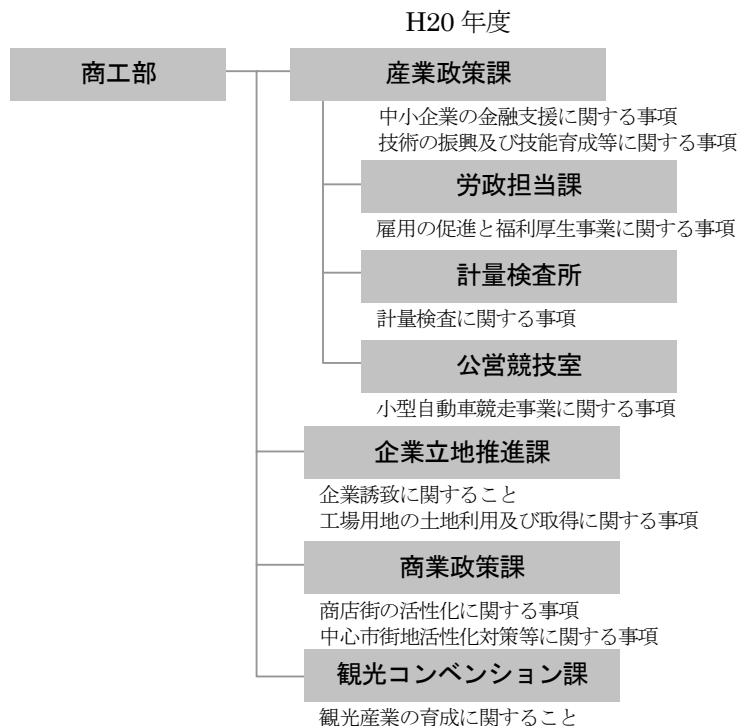 H20 年度
商工部
産業政策課
中小企業の金融支援に関する事項
技術の振興及び技能育成等に関する事項
労政担当課
雇用の促進と福利厚生事業に関する事項
計量検査所
計量検査に関する事項
公営競技室
小型自動車競走事業に関する事項
企業立地推進課
企業誘致に関すること
工場用地の土地利用及び取得に関する事項
商業政策課
商店街の活性化に関する事項
中心市街地活性化対策等に関する事項
観光コンベンション課
観光産業の育成に関すること